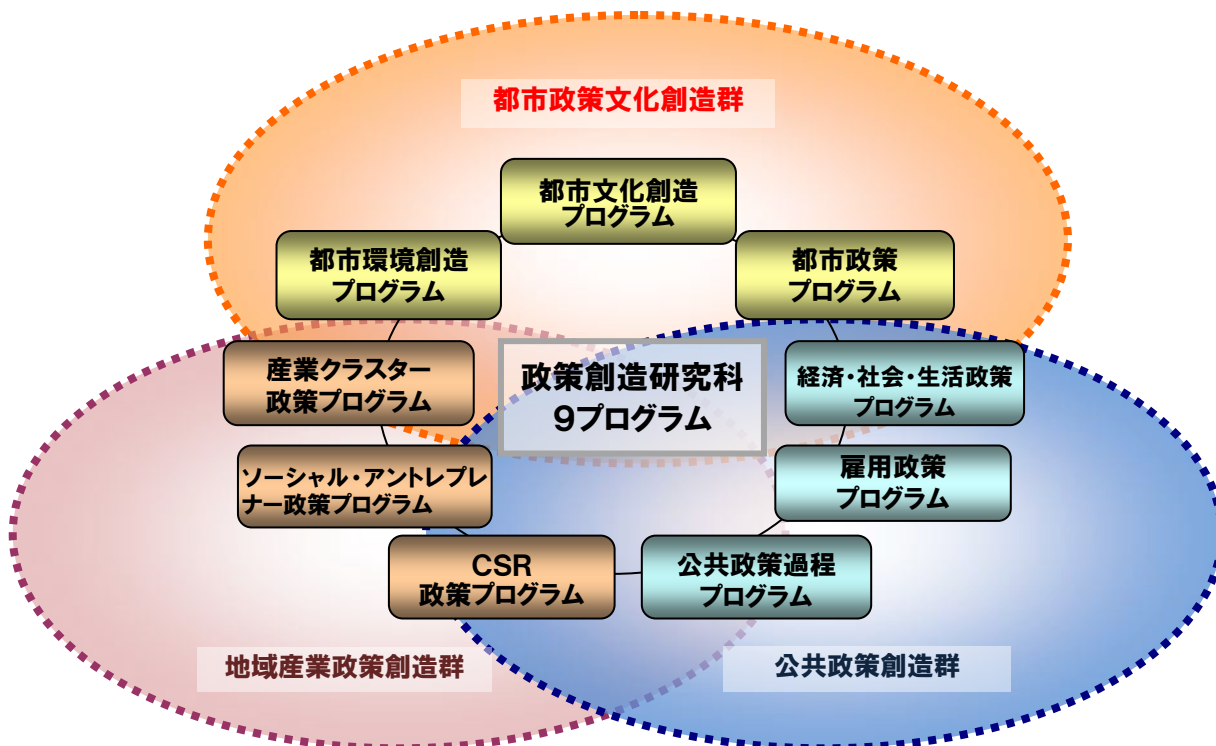 都市政策文化創造群
都市文化創造
プログラム
都市環境創造
プログラム
都市政策
プログラム
産業クラスター
政策プログラム
政策創造研究科
9プログラム
経済・社会・生活政策
プログラム
ソーシャル・アントレプレ
ナー政策プログラム
雇用政策
プログラム
CSR
政策プログラム
公共政策過程
プログラム
地域産業政策創造群
公共政策創造群